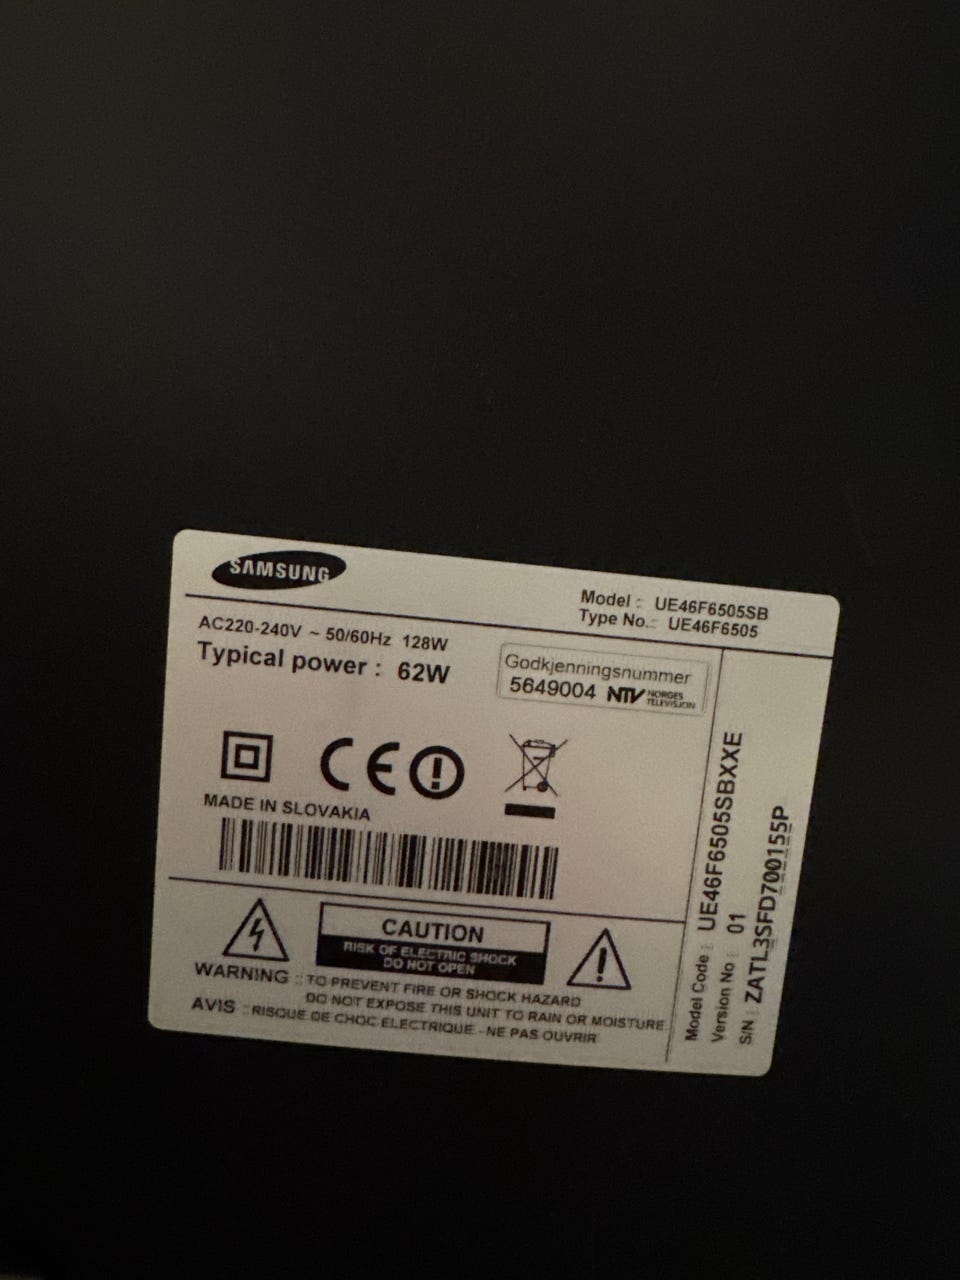 SAMSUNG
Model : UE46F6505SB
Type No.: UE46F6505
AC220-240V ~ 50/60Hz 128W
Typical power : 62W
Godkjenningsnummer
5649004 NTV NORGES
TELEVISJON
CE
MADE IN SLOVAKIA
CAUTION
RISK OF ELECTRIC SHOCK
DO NOT OPEN
WARNING : TO PREVENT FIRE OR SHOCK HAZARD
DO NOT EXPOSE THIS UNIT TO RAIN OR MOISTURE
AVIS : RISQUE DE CHOC ELECTRIQUE - NE PAS OUVRIR
Model Code : UE46F6505SBXXE
Version No : 01
S/N : ZATL3SFD700155P